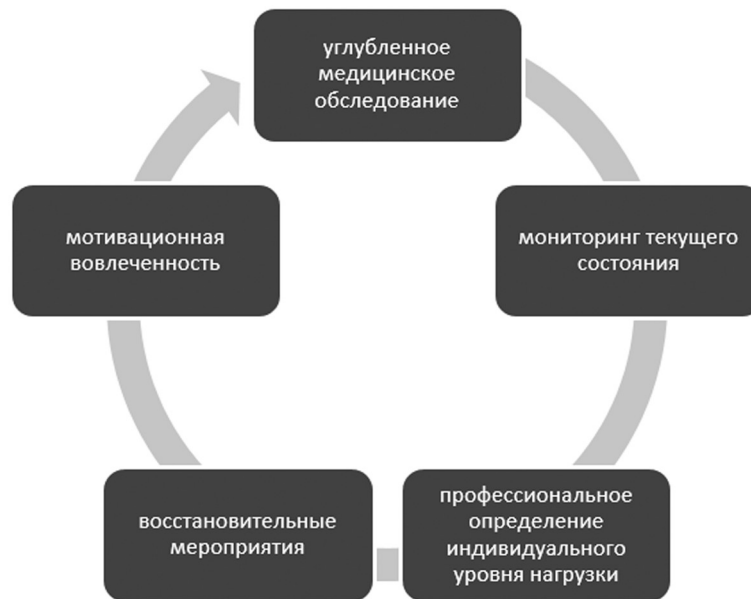 углубленное
медицинское
обследование
мониторинг текущего
состояния
профессиональное
определение
индивидуального
уровня нагрузки
восстановительные
мероприятия
мотивационная
вовлеченность